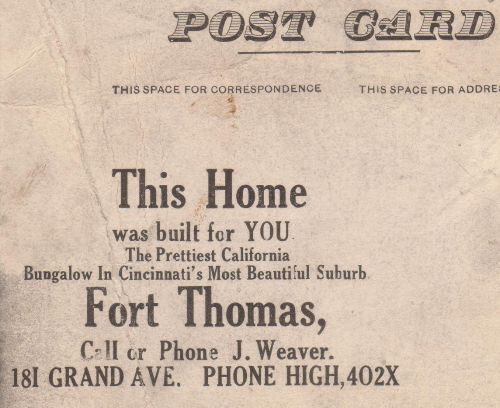 POST CARD
THIS SPACE FOR CORRESPONDENCE THIS SPACE FOR ADDRE
This Home
was built for YOU
The Prettiest California
Bungalow In Cincinnati's Most Beautiful Suburb
Fort Thomas,
Call or Phone J. Weaver.
181 GRAND AVE. PHONE HIGH,402X